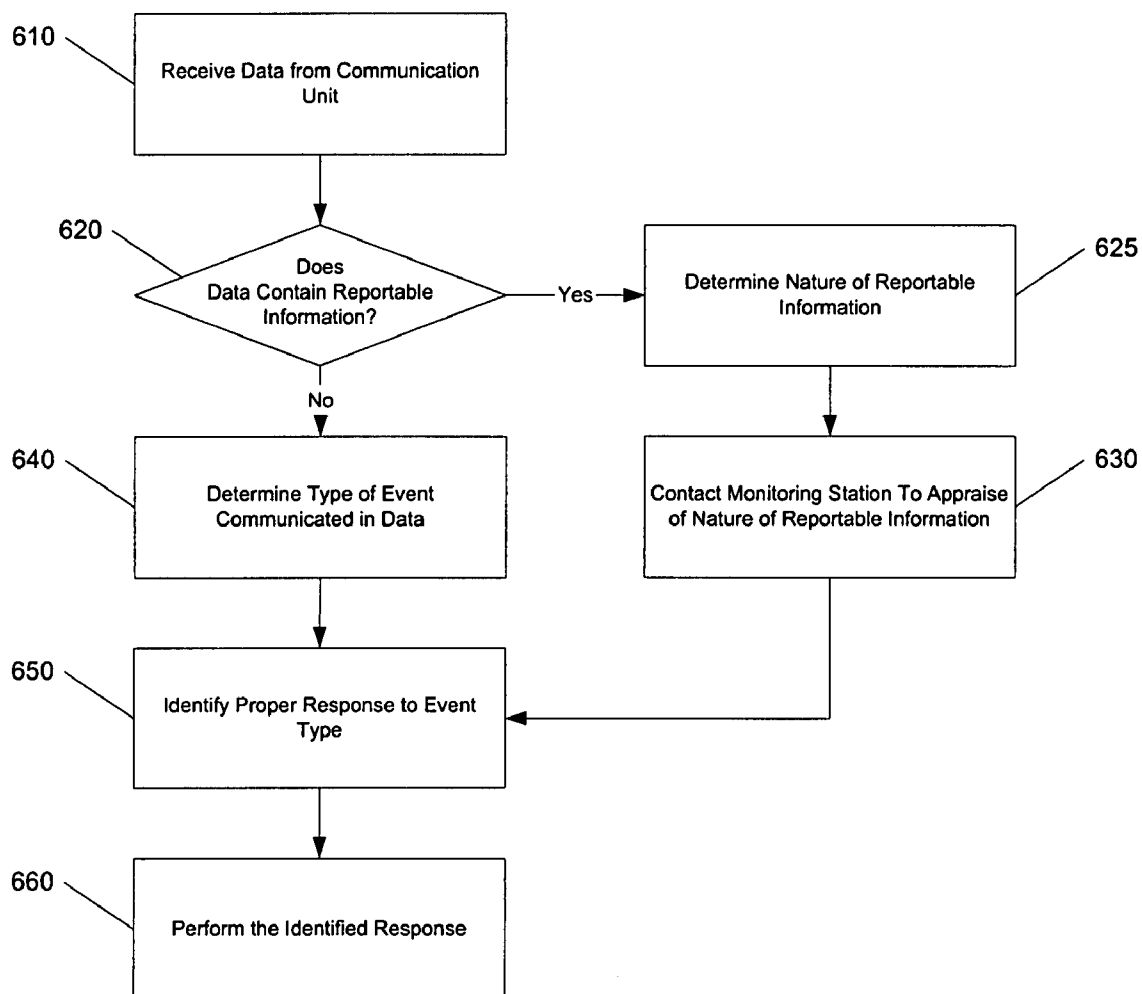 610
Receive Data from Communication
Unit
620
Does
Data Contain Reportable
Information?
Yes
625
Determine Nature of Reportable
Information
No
640
Determine Type of Event
Communicated in Data
630
Contact Monitoring Station To Appraise
of Nature of Reportable Information
650
Identify Proper Response to Event
Type
660
Perform the Identified Response